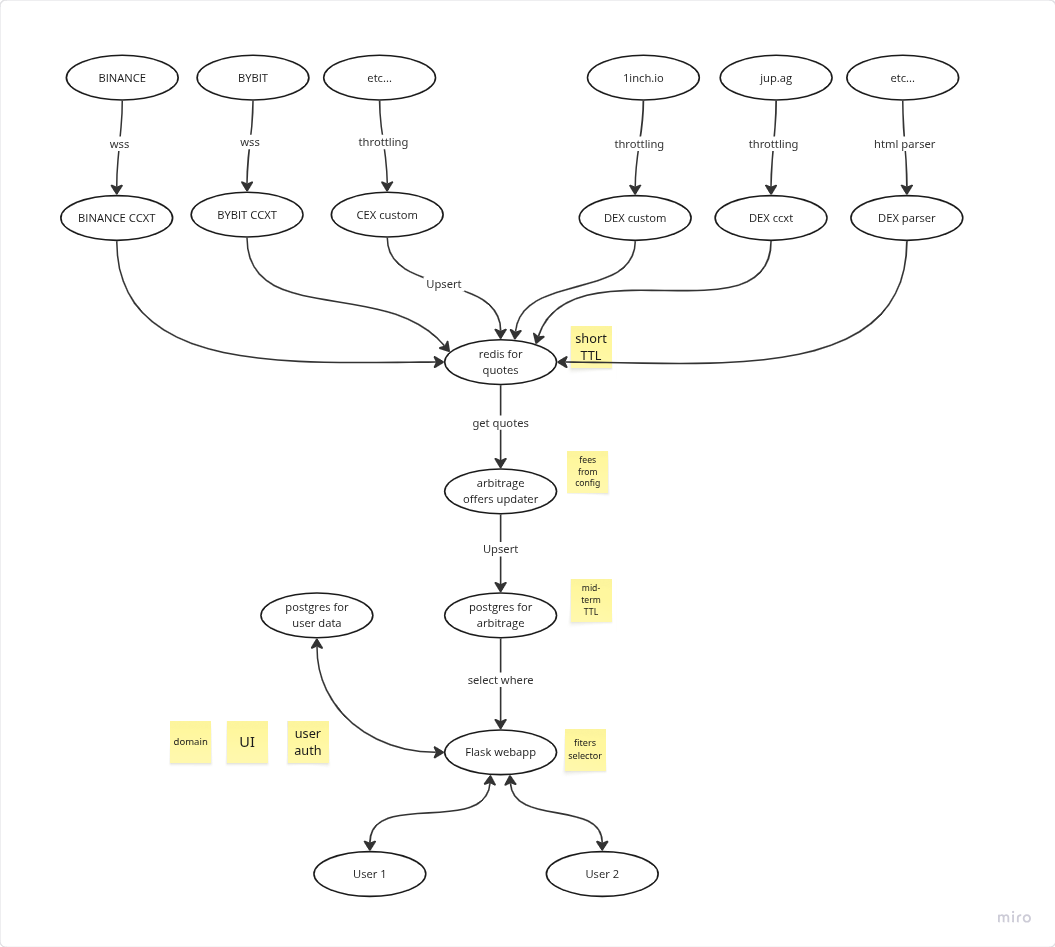 BINANCE
BYBIT
etc...
1inch.io
jup.ag
etc...
wss
wss
throttling
throttling
throttling
html parser
BINANCE CCXT
BYBIT CCXT
CEX custom
DEX custom
DEX ccxt
DEX parser
Upsert
redis for
quotes
short
TTL
get quotes
arbitrage
offers updater
fees
from
config
Upsert
postgres for
user data
postgres for
arbitrage
mid-
term
TTL
select where
domain
UI
user
auth
Flask webapp
fiters
selector
User 1
User 2
miro